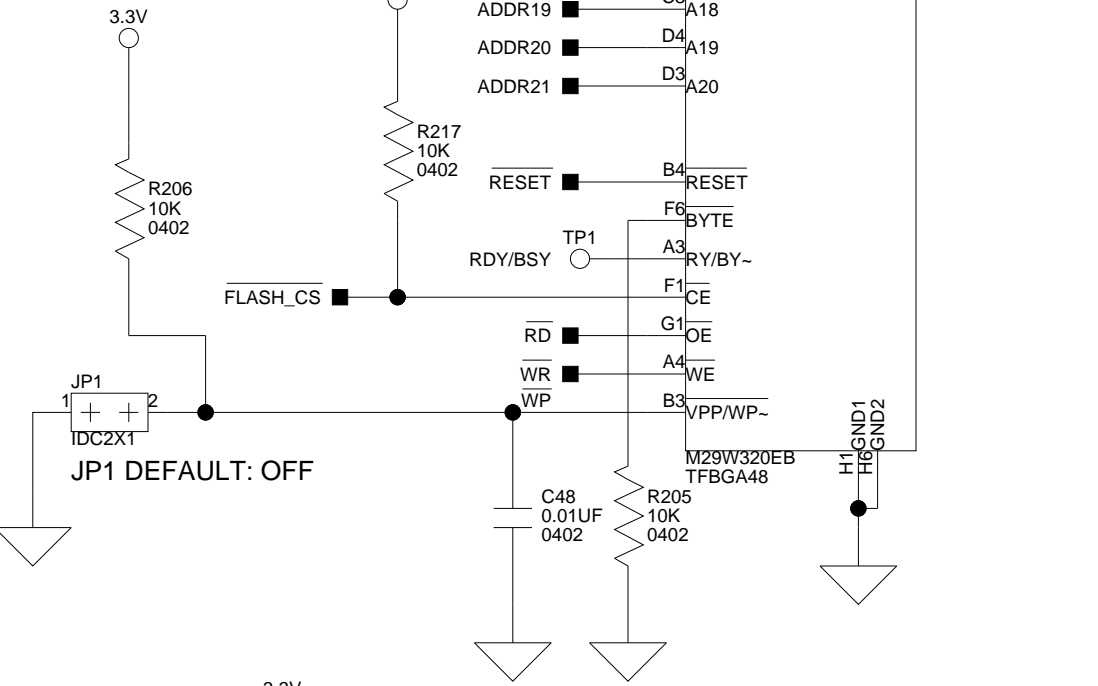 ADDR19
A18
3.3V
D4
ADDR20
A19
D3
ADDR21
A20
R217
10K
0402
B4
RESET
RESET
R206
10K
0402
F6
BYTE
TP1
A3
RDY/BSY
RY/BY~
F1
FLASH_CS
CE
G1
RD
OE
A4
WR
WE
JP1
1
2
WP
B3
VPP/WP~
IDC2X1
GND1
GND2
H1
H6
M29W320EB
TFBGA48
JP1 DEFAULT: OFF
C48
0.01UF
0402
R205
10K
0402